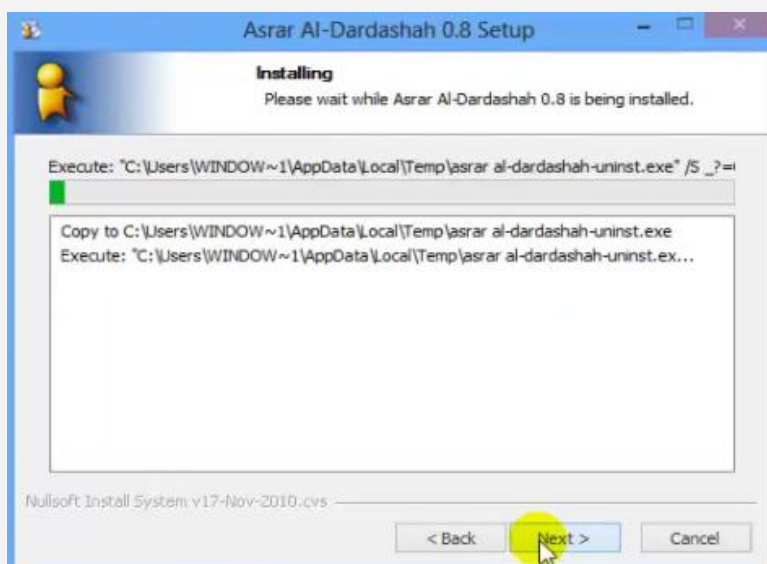 Asrar Al-Dardashah 0.8 Setup
Installing
Please wait while Asrar Al-Dardashah 0.8 is being installed.
Execute: "C:\Users\WINDOW~1\AppData\Local\Temp\asrar al-dardashah-uninst.exe" /S _?=
Copy to C:\Users\WINDOW~1\AppData\Local\Temp\asrar al-dardashah-uninst.exe
Execute: "C:\Users\WINDOW~1\AppData\Local\Temp\asrar al-dardashah-uninst.ex...
Nullsoft Install System v17-Nov-2010.cvs
< Back Next > Cancel